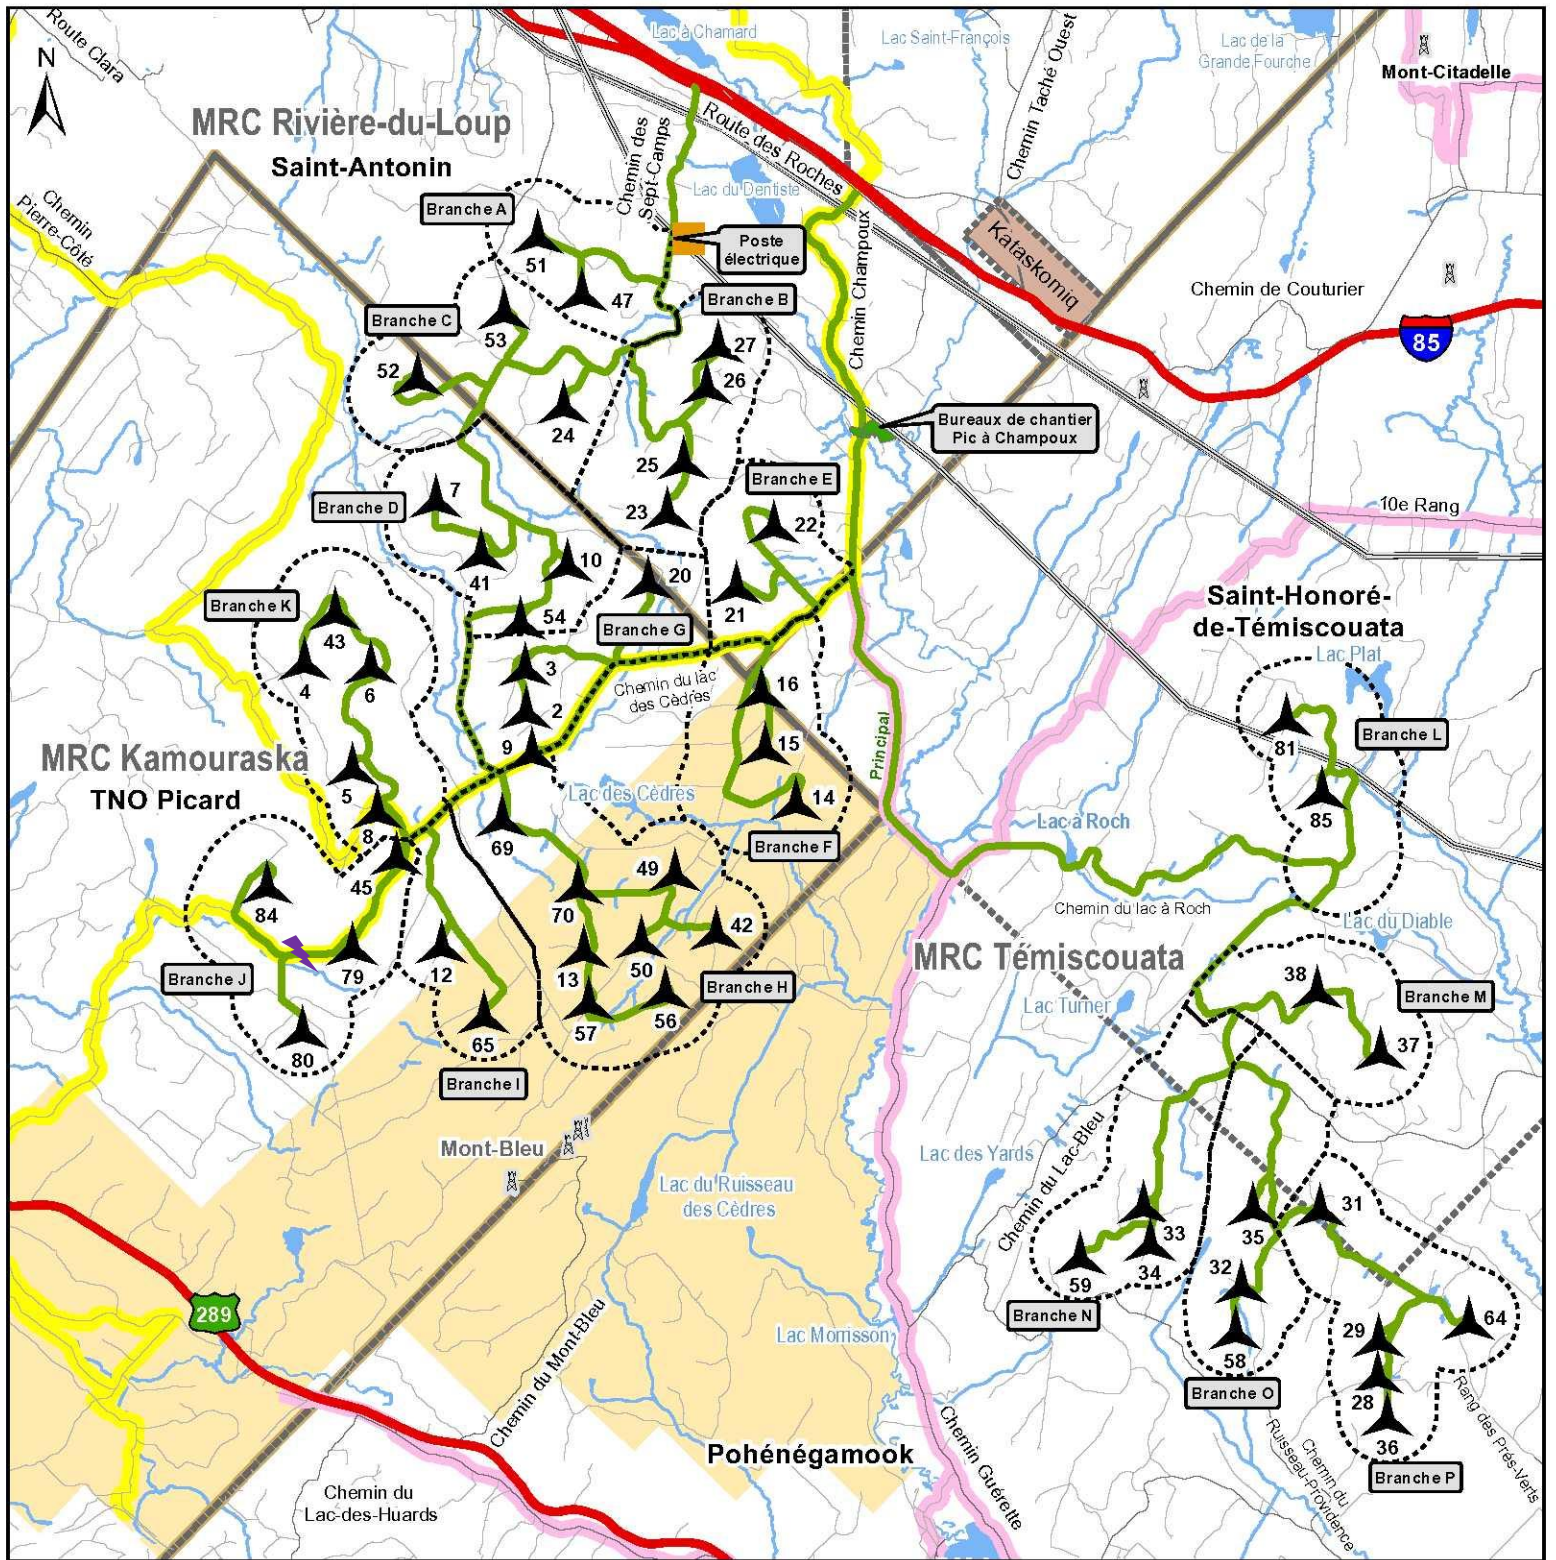 Route Clara
N
Lac à Chamard
Lac Saint-François
Chemin Taché Ouest
Lac de la
Grande Fourche
Mont-Citadelle
MRC Rivière-du-Loup
Saint-Antonin
Chemin des
Sept-Camps
Route des Roches
Lac du Dentiste
Chemin
Pierre-Côté
Branche A
51
47
Poste
électrique
Kataskomiq
Chemin de Couturier
85
Branche B
Branche C
53
52
24
27
26
25
23
Chemin Champoux
Bureaux de chantier
Pic à Champoux
10e Rang
Branche D
7
41
10
54
Branche E
22
21
20
Branche G
Saint-Honoré-
de-Témiscouata
Lac Plat
Branche K
43
4
6
5
8
3
2
9
Chemin du lac
des Cèdres
16
15
14
Branche F
Principal
81
Branche L
85
MRC Kamouraska
TNO Picard
Lac des Cèdres
69
Lac à Roch
Chemin du lac à Roch
45
84
79
Branche J
80
12
65
Branche I
70
49
42
50
13
57
56
Branche H
MRC Témiscouata
Lac du Diable
Lac Turner
38
Branche M
37
Mont-Bleu
Lac du Ruisseau
des Cèdres
Lac des Yards
Chemin du Lac-Bleu
33
34
59
Branche N
35
31
32
58
Branche O
29
28
36
64
Branche P
289
Lac Morrisson
Chemin du Mont-Bleu
Pohénégamook
Chemin Guérette
Chemin du
Ruisseau-Providence
Rang des Prés-Verts
Chemin du
Lac-des-Huards